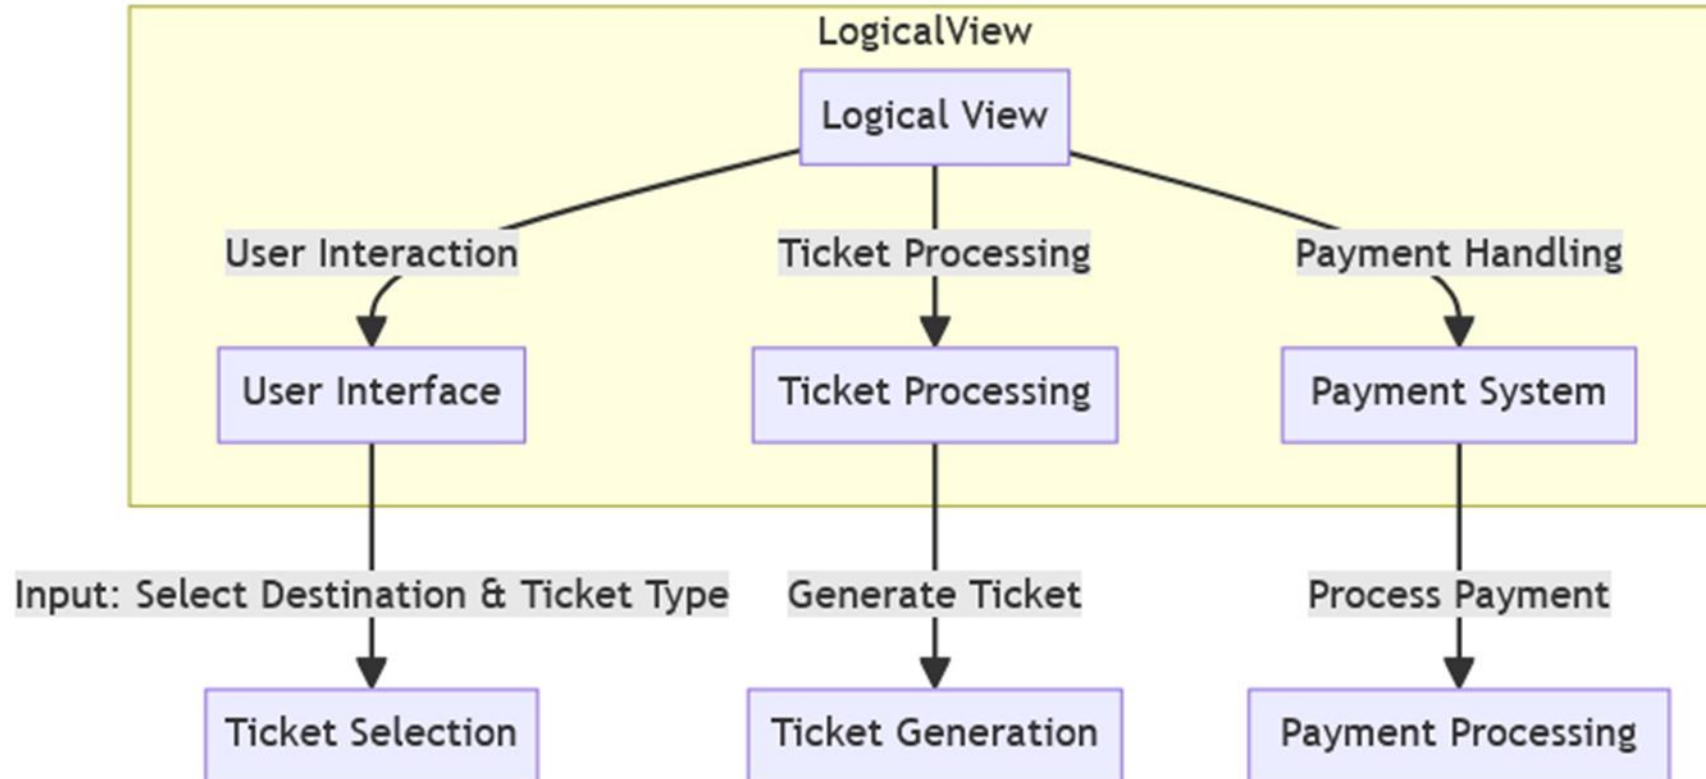 LogicalView
Logical View
User Interaction
Ticket Processing
Payment Handling
User Interface
Ticket Processing
Payment System
Input: Select Destination & Ticket Type
Generate Ticket
Process Payment
Ticket Selection
Ticket Generation
Payment Processing